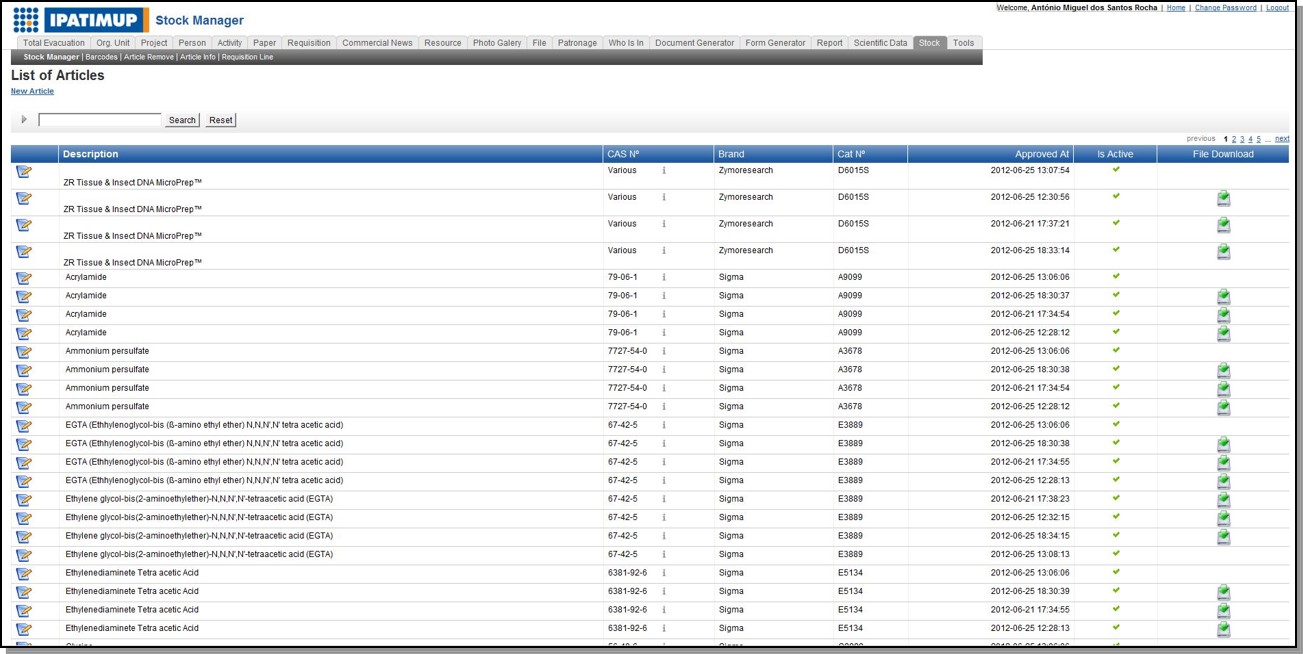 IPATIMUP Stock Manager
Welcome, António Miguel dos Santos Rocha | Home | Change Password | Logout
Total Evacuation Org. Unit Project Person Activity Paper Requisition Commercial News Resource Photo Galery File Patronage Who Is In Document Generator Form Generator Report Scientific Data Stock Tools
Stock Manager | Barcodes | Article Remove | Article Info | Requisition Line
List of Articles
New Article
Search Reset
previous 1 2 3 4 5 ... next
Description CAS Nº Brand Cat Nº Approved At Is Active File Download
Various i Zymoresearch D6015S 2012-06-25 13:07:54
ZR Tissue & Insect DNA MicroPrep™
Various i Zymoresearch D6015S 2012-06-25 12:30:56
ZR Tissue & Insect DNA MicroPrep™
Various i Zymoresearch D6015S 2012-06-21 17:37:21
ZR Tissue & Insect DNA MicroPrep™
Various i Zymoresearch D6015S 2012-06-25 18:33:14
ZR Tissue & Insect DNA MicroPrep™
Acrylamide 79-06-1 i Sigma A9099 2012-06-25 13:06:06
Acrylamide 79-06-1 i Sigma A9099 2012-06-25 18:30:37
Acrylamide 79-06-1 i Sigma A9099 2012-06-21 17:34:54
Acrylamide 79-06-1 i Sigma A9099 2012-06-25 12:28:12
Ammonium persulfate 7727-54-0 i Sigma A3678 2012-06-25 13:06:06
Ammonium persulfate 7727-54-0 i Sigma A3678 2012-06-25 18:30:38
Ammonium persulfate 7727-54-0 i Sigma A3678 2012-06-21 17:34:54
Ammonium persulfate 7727-54-0 i Sigma A3678 2012-06-25 12:28:12
EGTA (Ethhylenoglycol-bis (ß-amino ethyl ether) N,N,N',N' tetra acetic acid) 67-42-5 i Sigma E3889 2012-06-25 13:06:06
EGTA (Ethhylenoglycol-bis (ß-amino ethyl ether) N,N,N',N' tetra acetic acid) 67-42-5 i Sigma E3889 2012-06-25 18:30:38
EGTA (Ethhylenoglycol-bis (ß-amino ethyl ether) N,N,N',N' tetra acetic acid) 67-42-5 i Sigma E3889 2012-06-21 17:34:55
EGTA (Ethhylenoglycol-bis (ß-amino ethyl ether) N,N,N',N' tetra acetic acid) 67-42-5 i Sigma E3889 2012-06-25 12:28:13
Ethylene glycol-bis(2-aminoethylether)-N,N,N',N'-tetraacetic acid (EGTA) 67-42-5 i Sigma E3889 2012-06-21 17:38:23
Ethylene glycol-bis(2-aminoethylether)-N,N,N',N'-tetraacetic acid (EGTA) 67-42-5 i Sigma E3889 2012-06-25 12:32:15
Ethylene glycol-bis(2-aminoethylether)-N,N,N',N'-tetraacetic acid (EGTA) 67-42-5 i Sigma E3889 2012-06-25 18:34:15
Ethylene glycol-bis(2-aminoethylether)-N,N,N',N'-tetraacetic acid (EGTA) 67-42-5 i Sigma E3889 2012-06-25 13:08:13
Ethylenediaminete Tetra acetic Acid 6381-92-6 i Sigma E5134 2012-06-25 13:06:06
Ethylenediaminete Tetra acetic Acid 6381-92-6 i Sigma E5134 2012-06-25 18:30:39
Ethylenediaminete Tetra acetic Acid 6381-92-6 i Sigma E5134 2012-06-21 17:34:55
Ethylenediaminete Tetra acetic Acid 6381-92-6 i Sigma E5134 2012-06-25 12:28:13